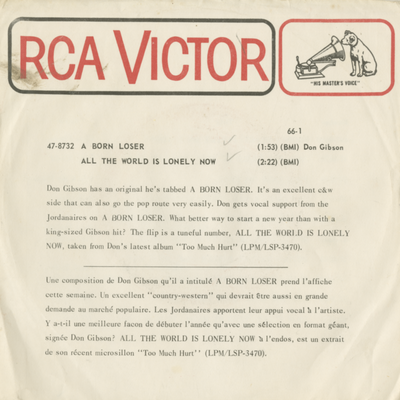 RCA VICTOR
"HIS MASTER'S VOICE"
66-1
47-8732 A BORN LOSER (1:53) (BMI) Don Gibson
ALL THE WORLD IS LONELY NOW (2:22) (BMI)
Don Gibson has an original he's tabbed A BORN LOSER. It's an excellent c&w
side that can also go the pop route very easily. Don gets vocal support from the
Jordanaires on A BORN LOSER. What better way to start a new year than with a
king-sized Gibson hit? The flip is a tuneful number, ALL THE WORLD IS LONELY
NOW, taken from Don's latest album "Too Much Hurt" (LPM/LSP-3470).
Une composition de Don Gibson qu'il a intitulé A BORN LOSER prend l'affiche
cette semaine. Un excellent "country-western" qui devrait être aussi en grande
demande au marché populaire. Les Jordanaires apportent leur appui vocal à l'artiste.
Y a-t-il une meilleure facon de débuter l'année qu'avec une sélection en format géant,
signée Don Gibson? ALL THE WORLD IS LONELY NOW à l'endos, est un extrait
de son récent microsillon "Too Much Hurt" (LPM/LSP-3470).